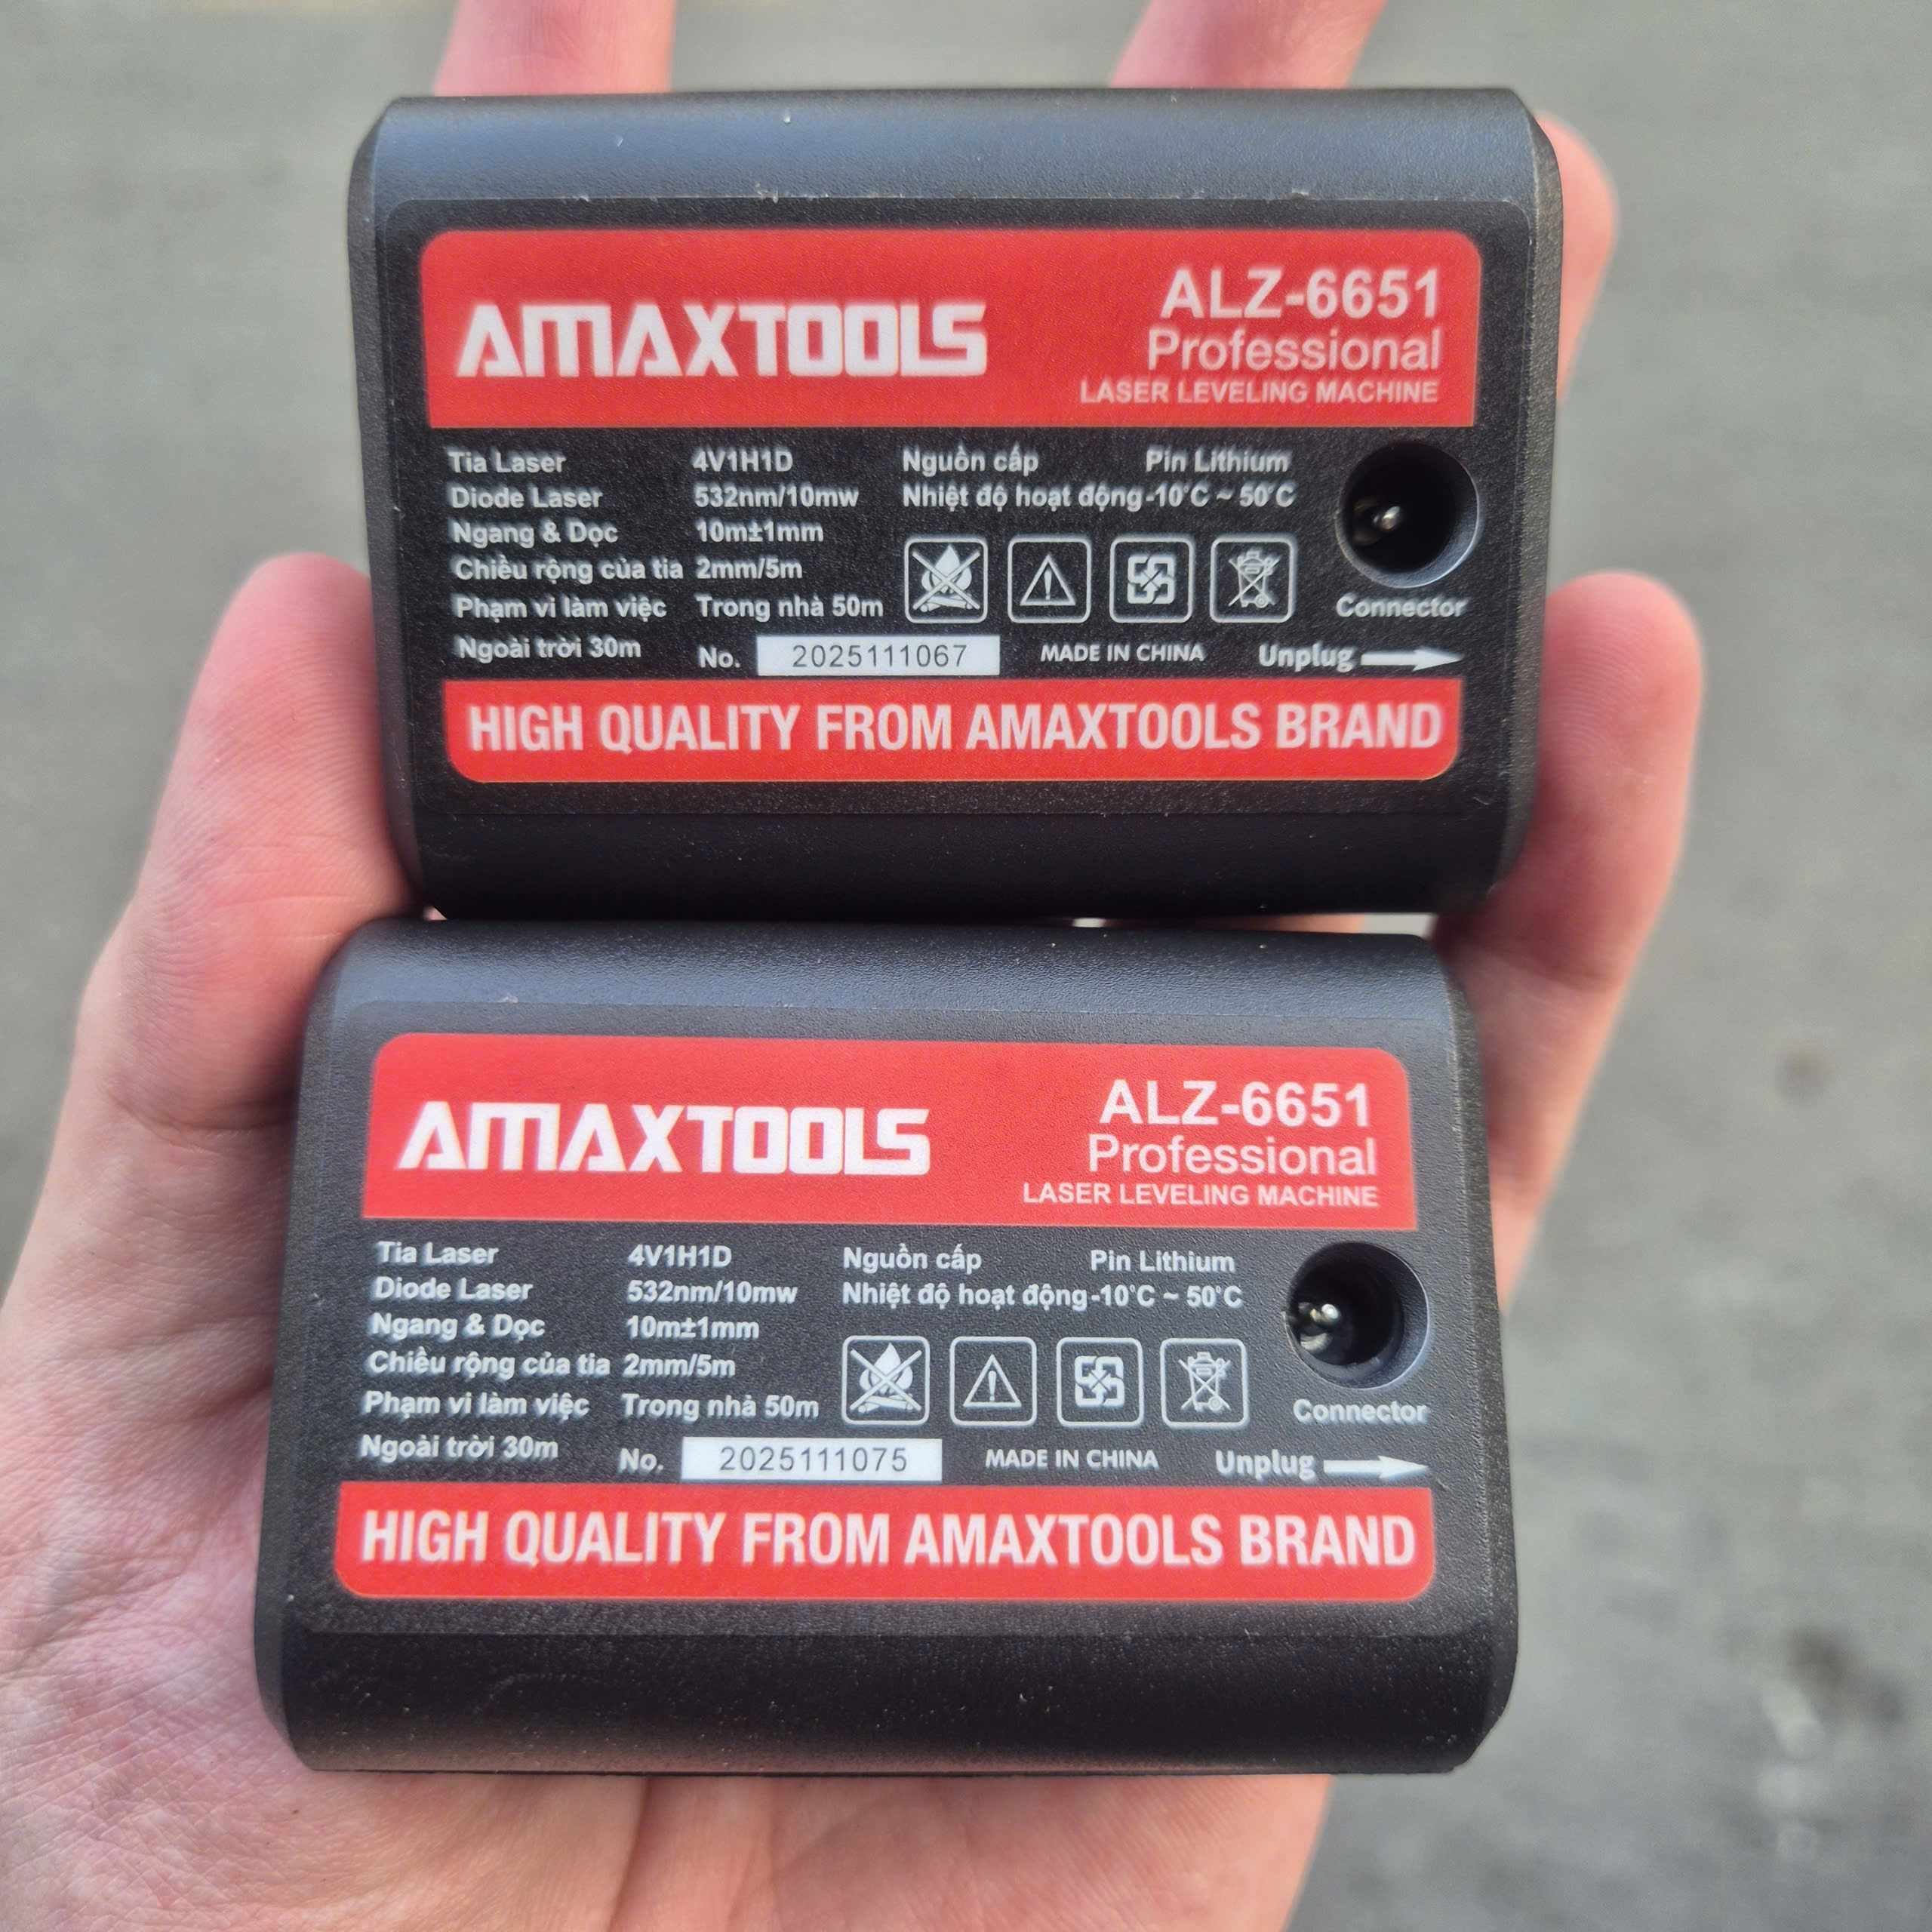 AMAXTOOLS
ALZ-6651
Professional
LASER LEVELING MACHINE
Tia Laser 4V1H1D Nguồn cấp Pin Lithium
Diode Laser 532nm/10mw Nhiệt độ hoạt động -10°C ~ 50°C
Ngang & Dọc 10m±1mm
Chiều rộng của tia 2mm/5m
Phạm vi làm việc Trong nhà 50m Connector
Ngoài trời 30m No. 2025111067 MADE IN CHINA Unplug
HIGH QUALITY FROM AMAXTOOLS BRAND
AMAXTOOLS
ALZ-6651
Professional
LASER LEVELING MACHINE
Tia Laser 4V1H1D Nguồn cấp Pin Lithium
Diode Laser 532nm/10mw Nhiệt độ hoạt động -10°C ~ 50°C
Ngang & Dọc 10m±1mm
Chiều rộng của tia 2mm/5m
Phạm vi làm việc Trong nhà 50m Connector
Ngoài trời 30m No. 2025111075 MADE IN CHINA Unplug
HIGH QUALITY FROM AMAXTOOLS BRAND